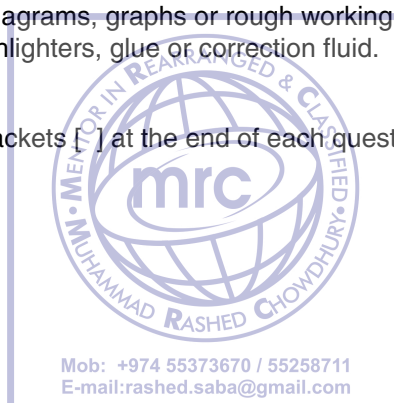 agrams, graphs or rough working
hlighters, glue or correction fluid.
ackets [ ] at the end of each quest
MENTOR IN REARRANGED & CLASSIFIED
mrc
MUHAMMAD RASHED CHOWDHURY
Mob: +974 55373670 / 55258711
E-mail:rashed.saba@gmail.com